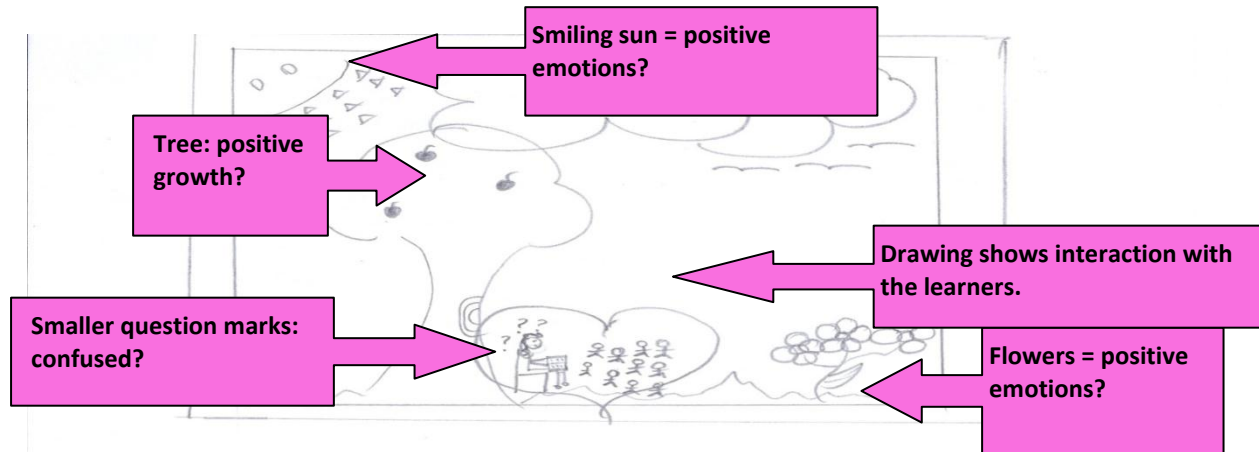 Smiling sun = positive
emotions?
Tree: positive
growth?
Drawing shows interaction with
the learners.
Smaller question marks:
confused?
? ? ?
Flowers = positive
emotions?